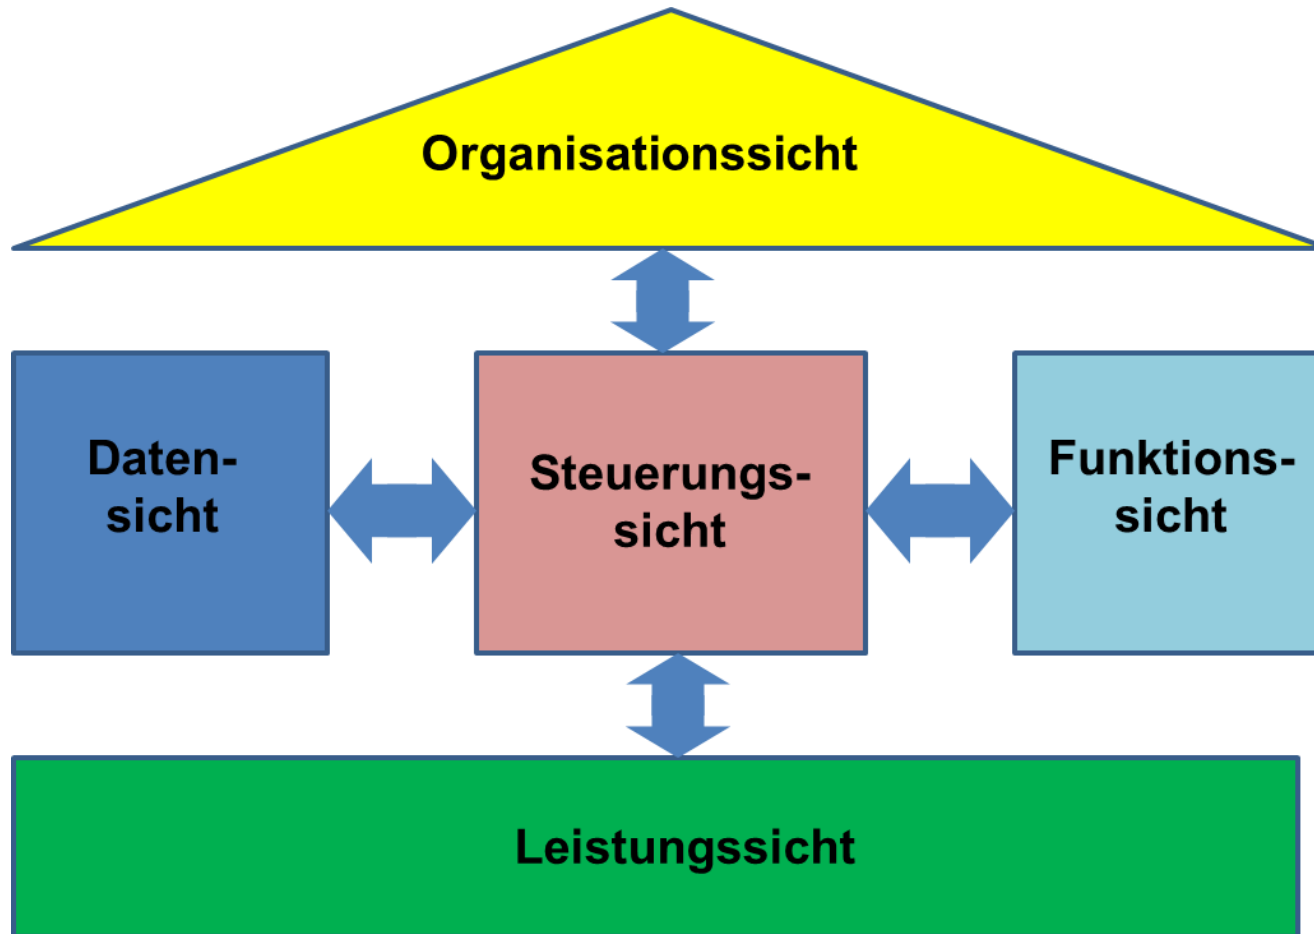 Organisationssicht
Daten-
sicht
Steuerungs-
sicht
Funktions-
sicht
Leistungssicht